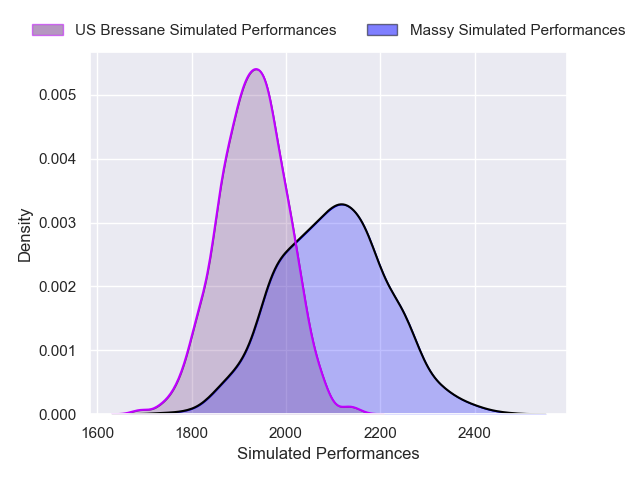 US Bressane Simulated Performances
Massy Simulated Performances
0.005
0.004
0.003
0.002
0.001
0.000
Density
1600 1800 2000 2200 2400
Simulated Performances